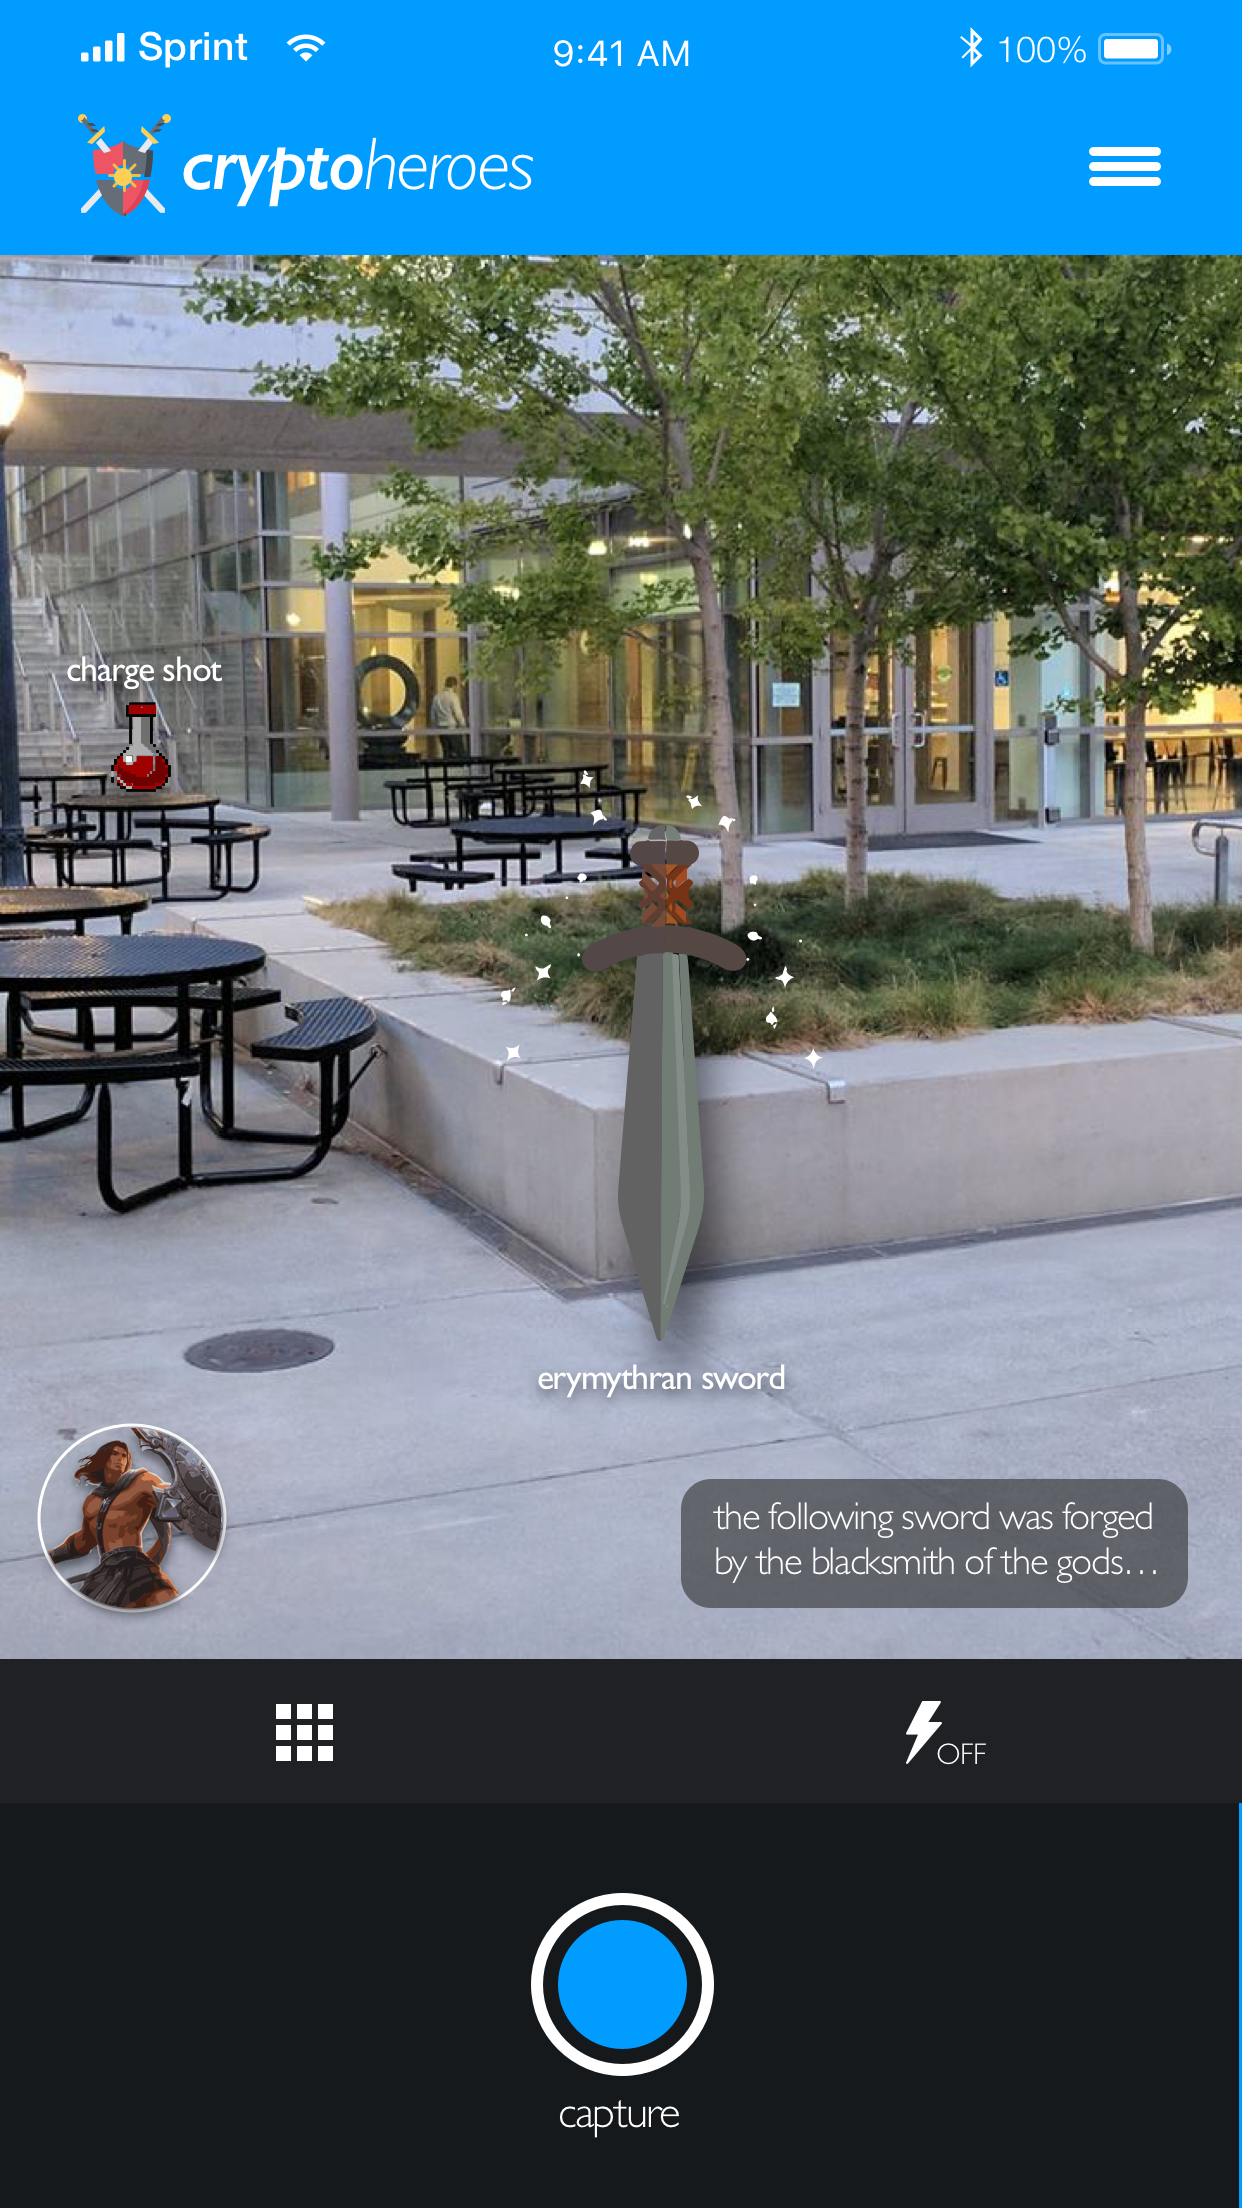 Sprint 9:41 AM 100%
cryptoheroes
charge shot
erymythran sword
the following sword was forged
by the blacksmith of the gods...
OFF
capture